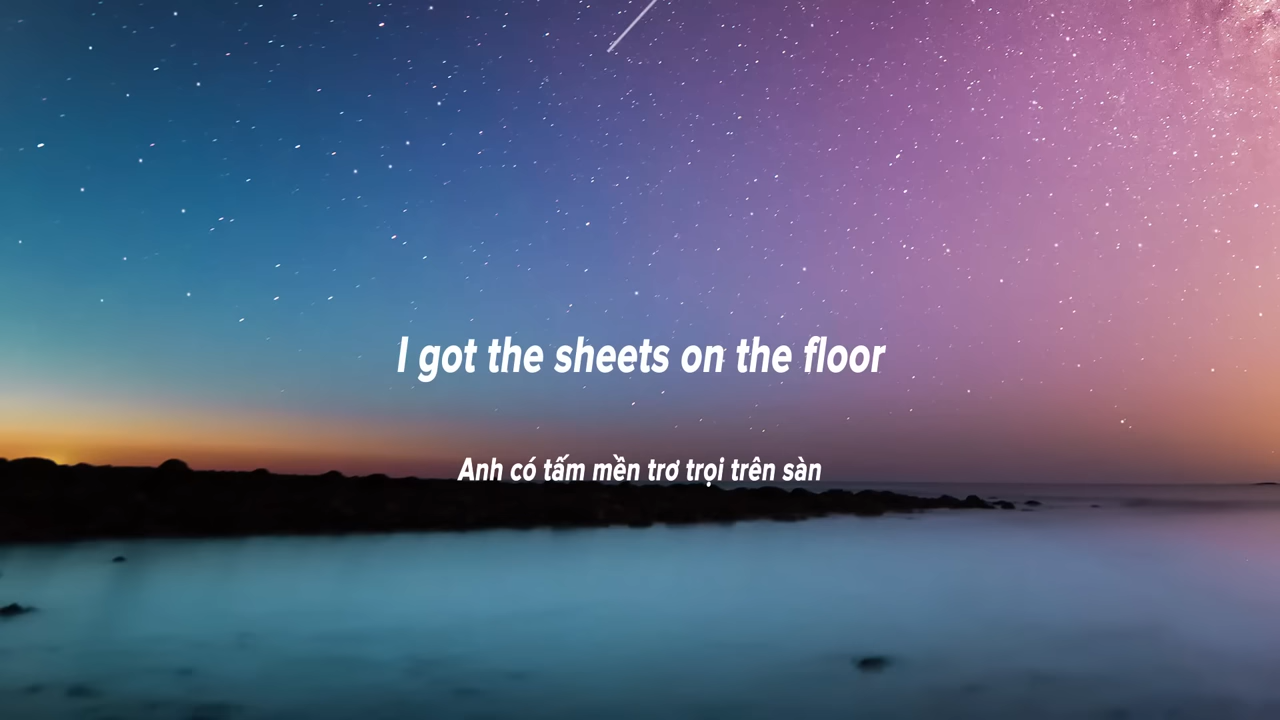 I got the sheets on the floor
Anh có tấm mền trơ trọi trên sàn